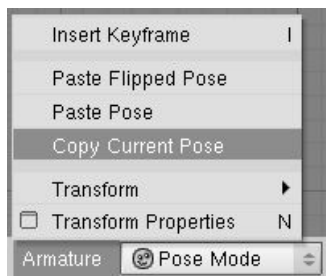 Insert Keyframe I
Paste Flipped Pose
Paste Pose
Copy Current Pose
Transform
Transform Properties N
Armature Pose Mode